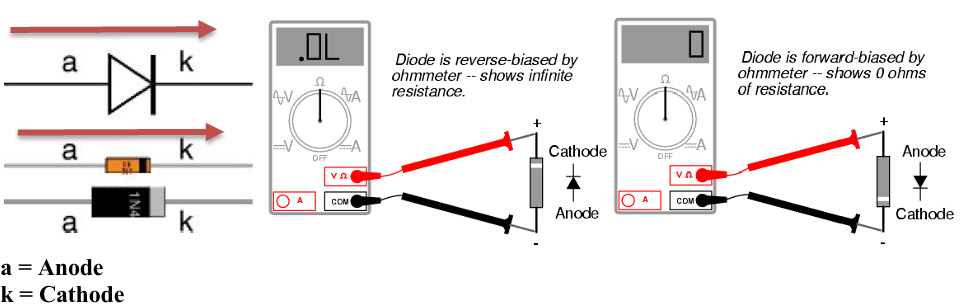 a
k
a
k
1N4
a
k
a = Anode
k = Cathode
.0L
Ω
V
A
V
A
OFF
V Ω
A
COM
Diode is reverse-biased by
ohmmeter -- shows infinite
resistance.
+
Cathode
Anode
-
0
Ω
V
A
V
A
OFF
V Ω
A
COM
Diode is forward-biased by
ohmmeter -- shows 0 ohms
of resistance.
+
Anode
Cathode
-